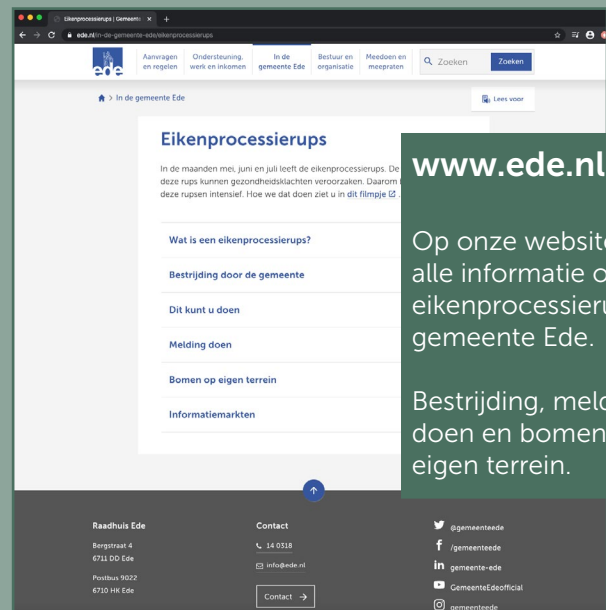 Eikenprocessierups | Gemeente
ede.nl/in-de-gemeente-ede/eikenprocessierups
ede
Aanvragen en regelen
Ondersteuning, werk en inkomen
In de gemeente Ede
Bestuur en organisatie
Meedoen en meepraten
Zoeken
Zoeken
> In de gemeente Ede
Lees voor
Eikenprocessierups
In de maanden mei, juni en juli leeft de eikenprocessierups. De
deze rups kunnen gezondheidsklachten veroorzaken. Daarom
deze rupsen intensief. Hoe we dat doen ziet u in dit filmpje.
Wat is een eikenprocessierups?
Bestrijding door de gemeente
Dit kunt u doen
Melding doen
Bomen op eigen terrein
Informatiemarkten
www.ede.nl
Op onze website
alle informatie
eikenprocessieru
gemeente Ede.
Bestrijding, meld
doen en bomen
eigen terrein.
Raadhuis Ede
Bergstraat 4
6711 DD Ede
Postbus 9022
6710 HK Ede
Contact
14 0318
info@ede.nl
Contact →
@gemeenteede
/gemeenteede
gemeente-ede
GemeenteEdeofficial
gemeenteede